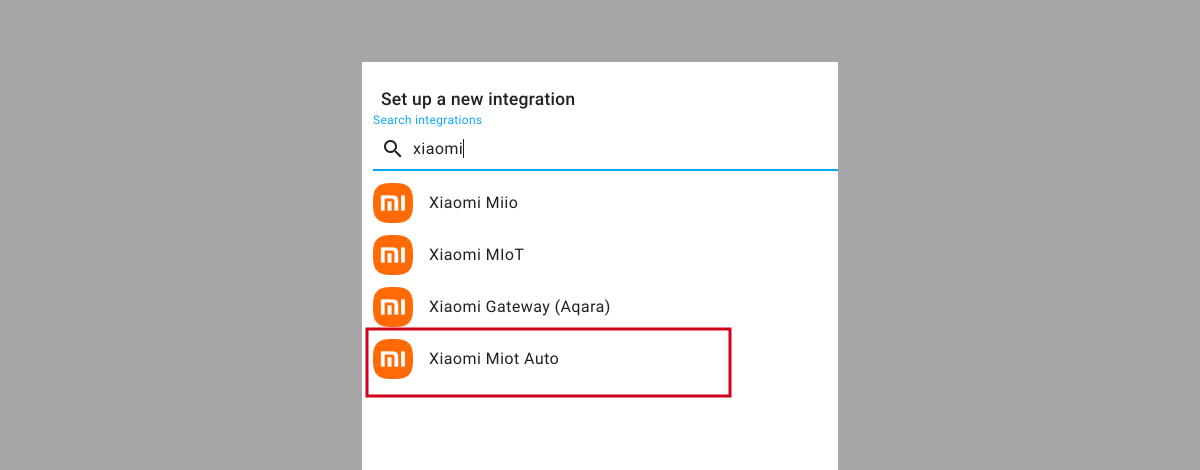 Set up a new integration
Search integrations
xiaomi
Xiaomi Miio
Xiaomi MIoT
Xiaomi Gateway (Aqara)
Xiaomi Miot Auto